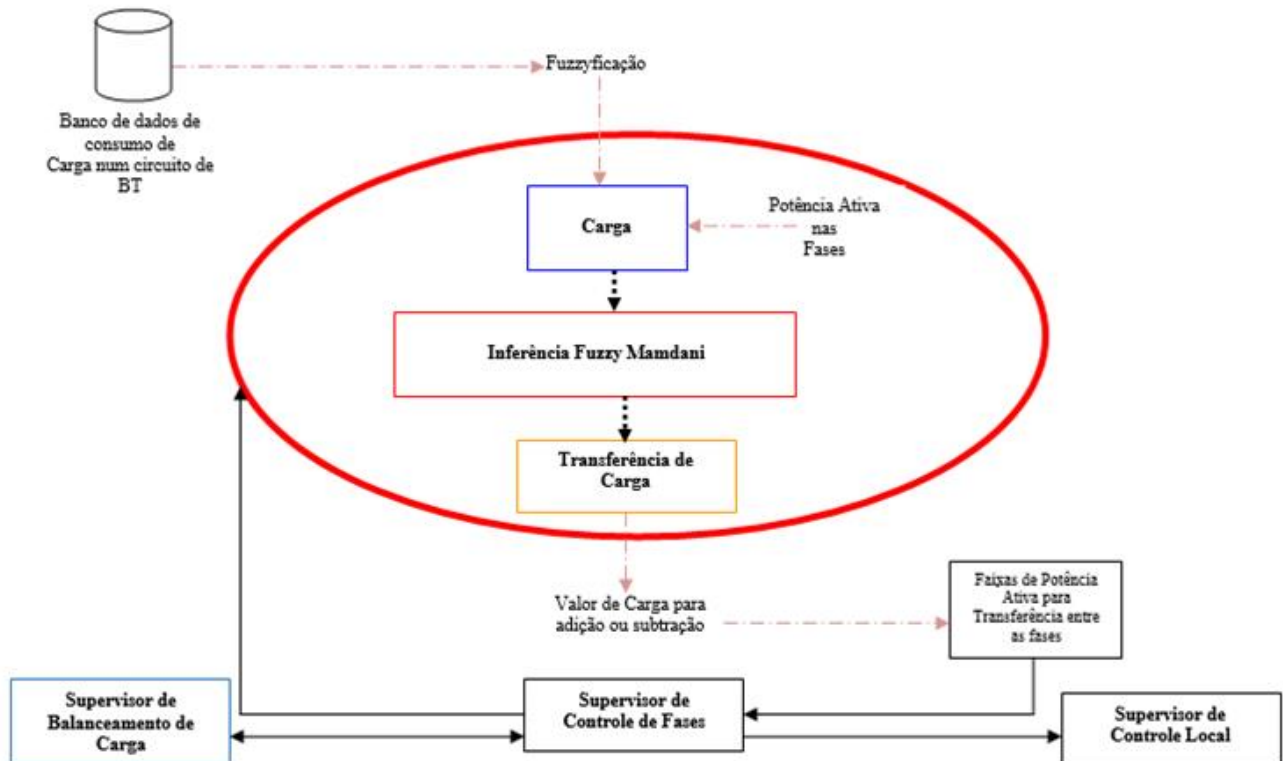 Fuzzyficação
Banco de dados de
consumo de
Carga num circuito de
BT
Carga
Potência Ativa
nas
Fases
Inferência Fuzzy Mamdani
Transferência de
Carga
Valor de Carga para
adição ou subtração
Faixas de Potência
Ativa para
Transferência entre
as fases
Supervisor de
Balanceamento de
Carga
Supervisor de
Controle de Fases
Supervisor de
Controle Local